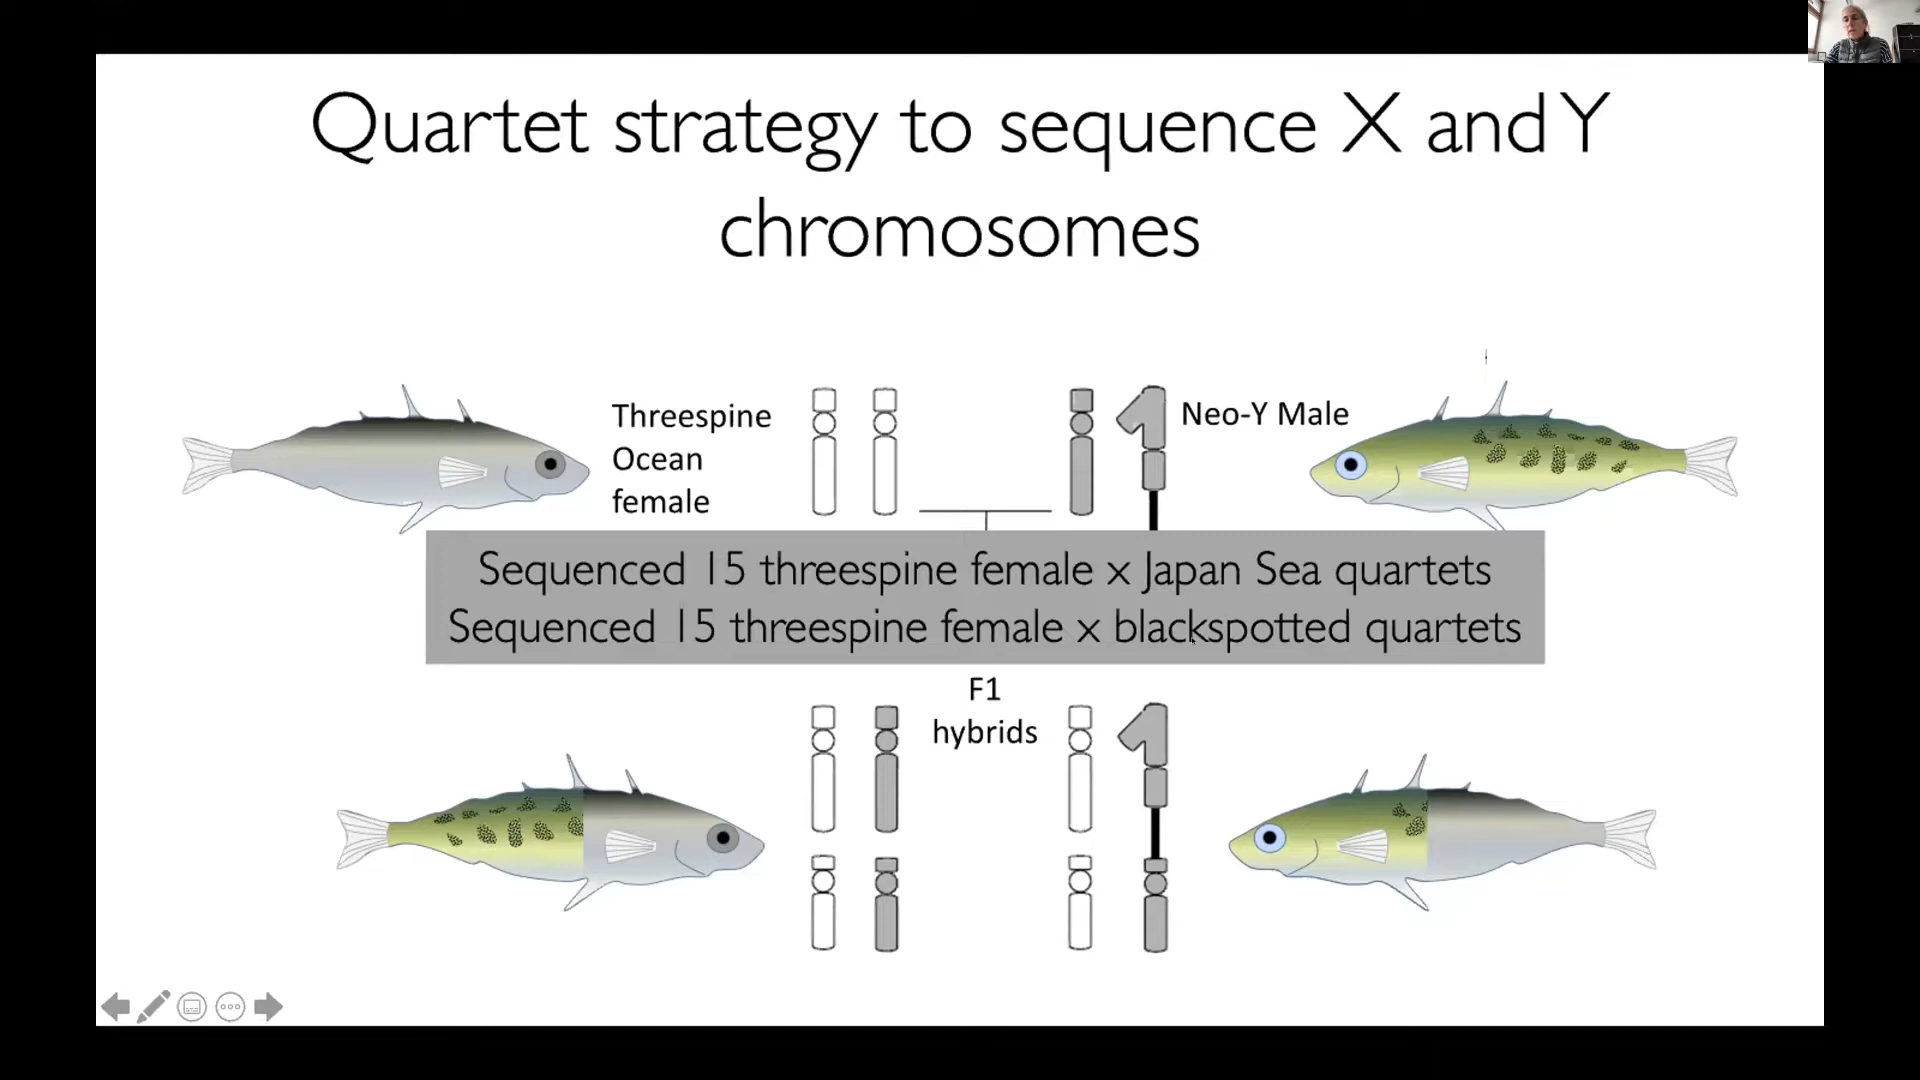 Quartet strategy to sequence X and Y
chromosomes
Threespine
Ocean
female
Neo-Y Male
Sequenced 15 threespine female x Japan Sea quartets
Sequenced 15 threespine female x blackspotted quartets
F1
hybrids